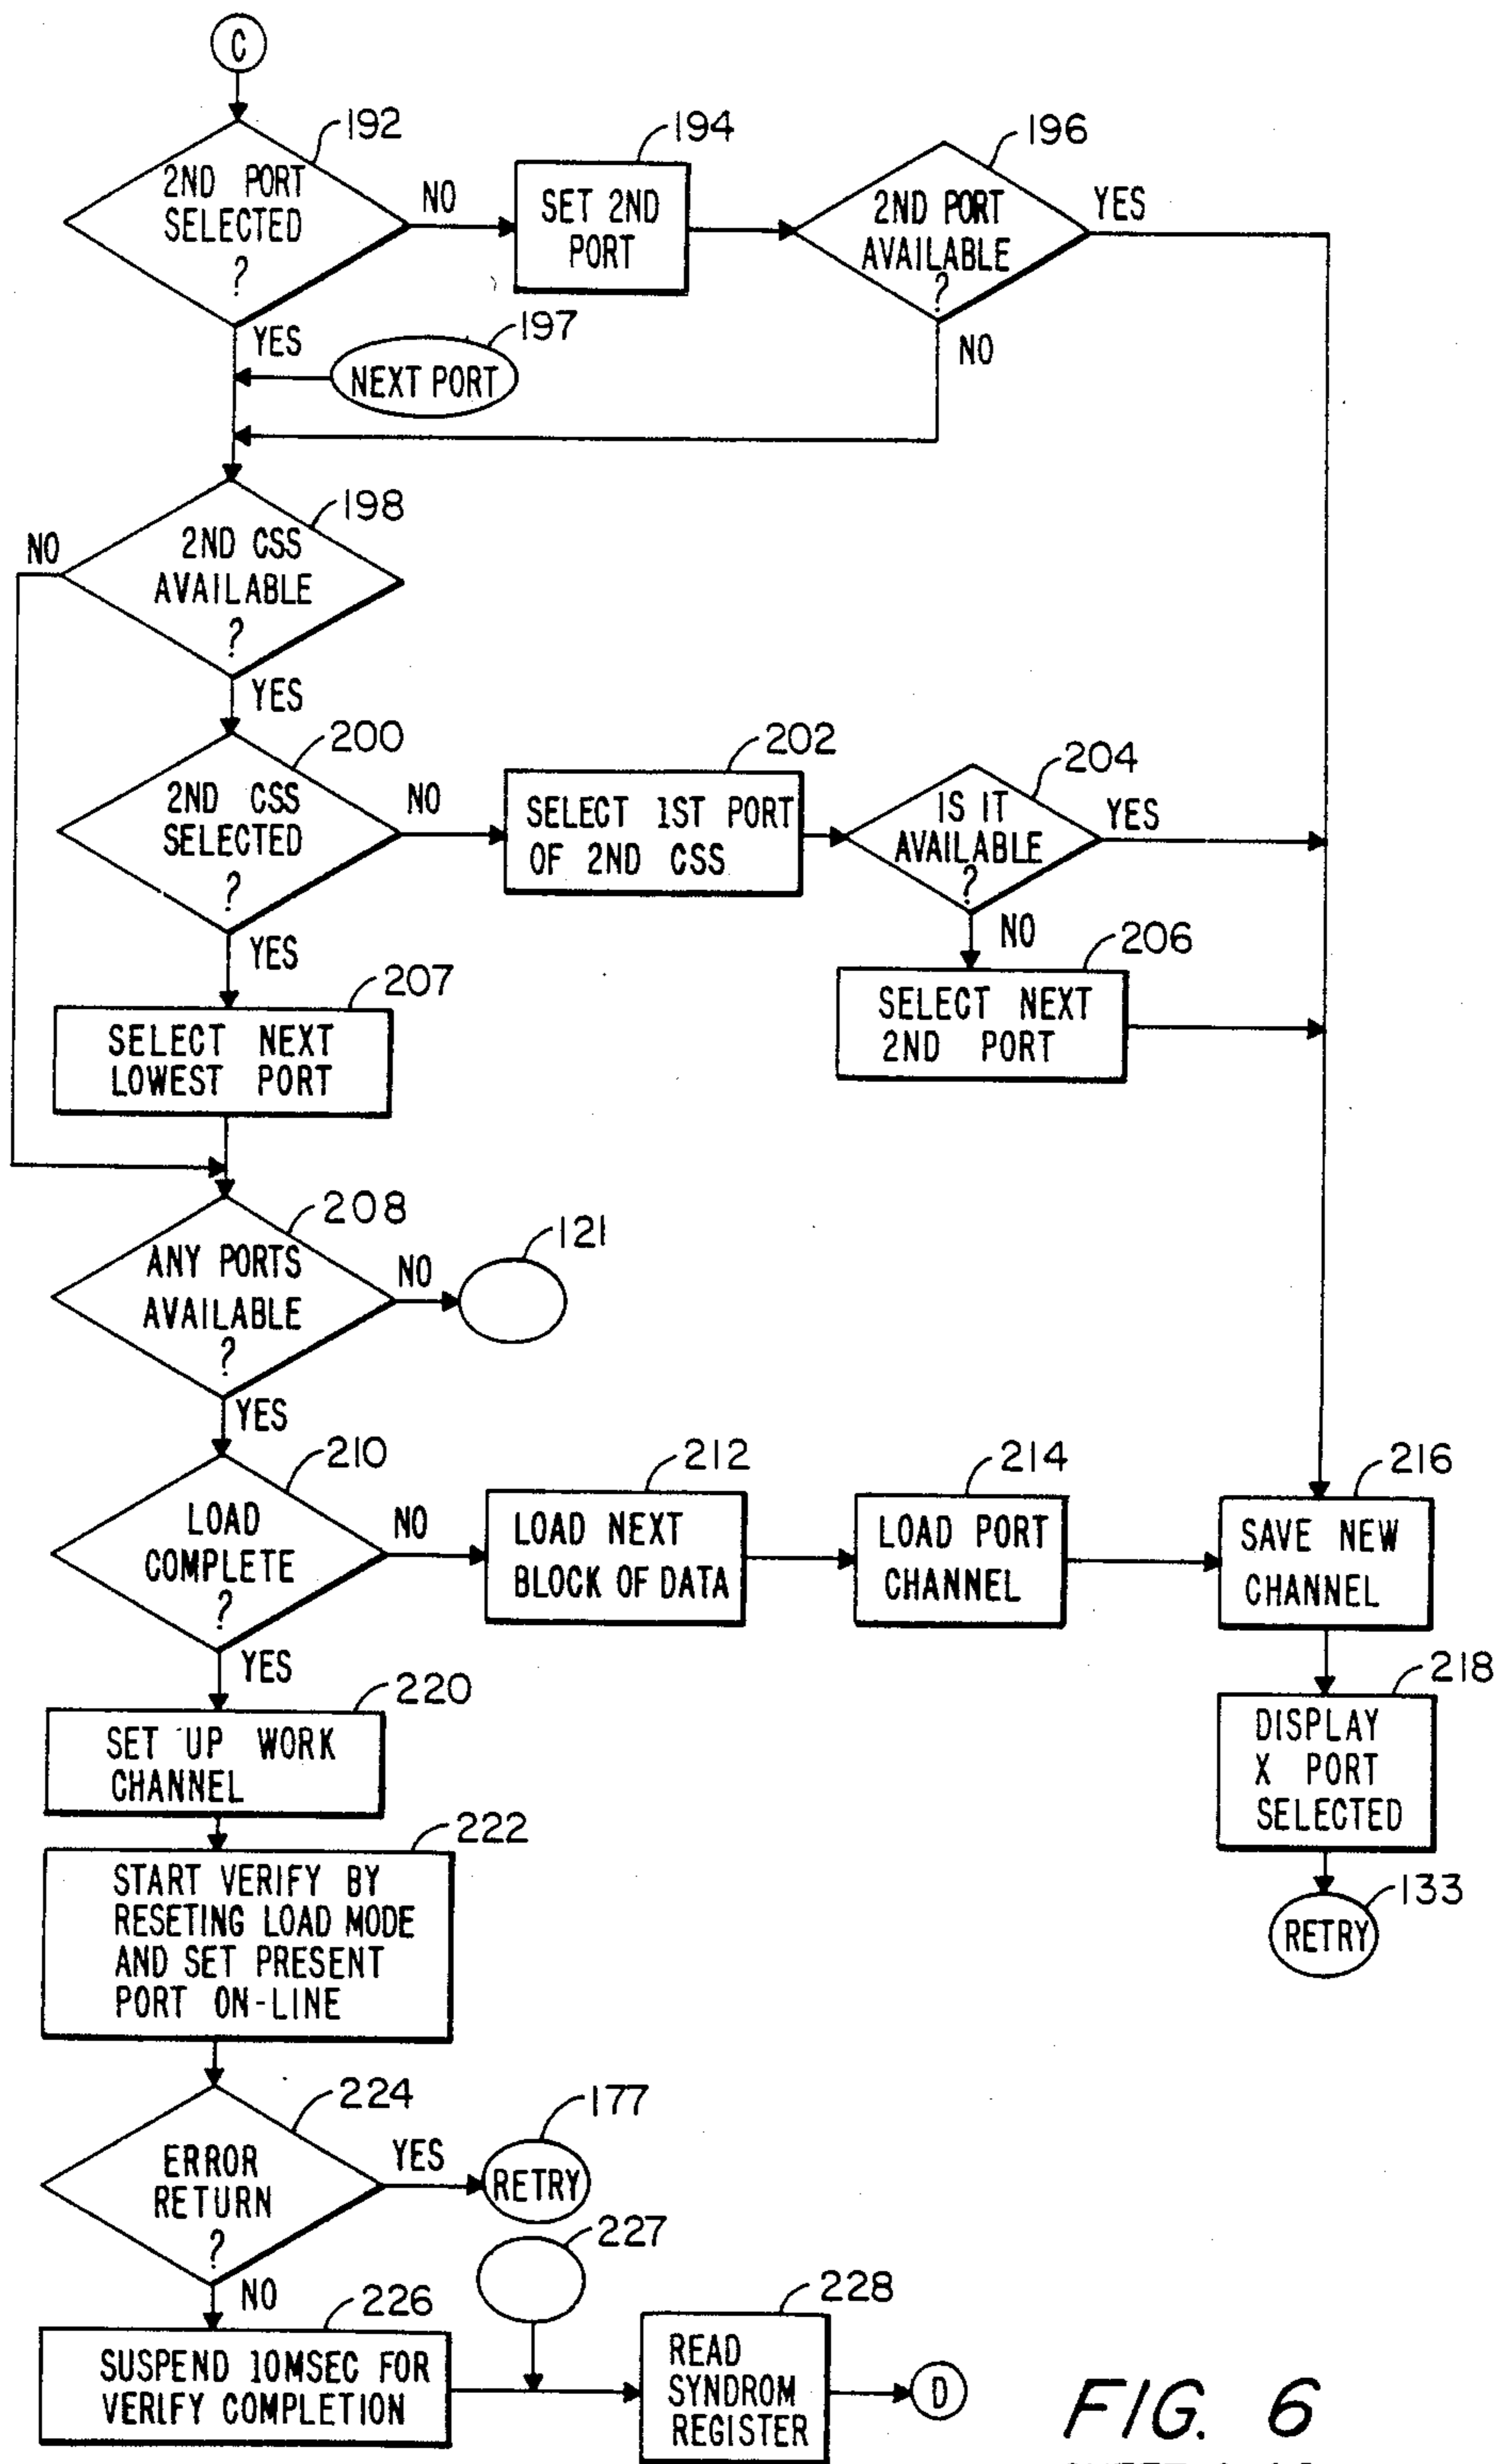 C
192
2ND PORT
SELECTED
?
NO
YES
194
SET 2ND
PORT
196
2ND PORT
AVAILABLE
?
YES
NO
197
NEXT PORT
198
2ND CSS
AVAILABLE
?
NO
YES
200
2ND CSS
SELECTED
?
NO
YES
202
SELECT 1ST PORT
OF 2ND CSS
204
IS IT
AVAILABLE
?
YES
NO
206
SELECT NEXT
2ND PORT
207
SELECT NEXT
LOWEST PORT
208
ANY PORTS
AVAILABLE
?
NO
YES
121
210
LOAD
COMPLETE
?
NO
YES
212
LOAD NEXT
BLOCK OF DATA
214
LOAD PORT
CHANNEL
216
SAVE NEW
CHANNEL
218
DISPLAY
X PORT
SELECTED
133
RETRY
220
SET UP WORK
CHANNEL
222
START VERIFY BY
RESETING LOAD MODE
AND SET PRESENT
PORT ON-LINE
224
ERROR
RETURN
?
YES
NO
177
RETRY
227
226
SUSPEND 10MSEC FOR
VERIFY COMPLETION
228
READ
SYNDROM
REGISTER
D
FIG. 6